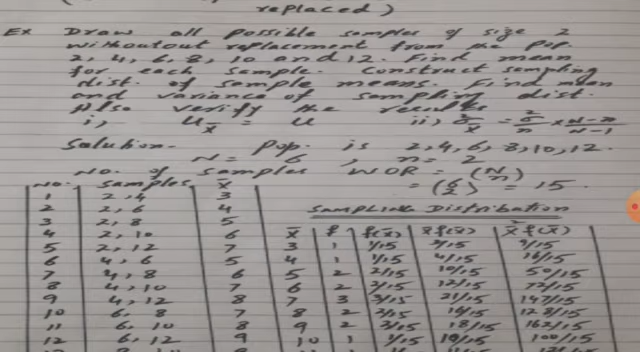 replaced)
Ex Draw all possible samples of size 2
withoutout replacement from the pop.
2, 4, 6, 8, 10 and 12. Find mean
for each sample. Construct sampling
dist. of sample means. Find mean
and variance of sampling dist.
Also verify the results
i) μx̄ = μ ii) σ²x̄ = σ²/n × N-n/N-1
Solution- Pop. is 2, 4, 6, 8, 10, 12.
N = 6, n = 2
No. of samples WOR = (N n)
= (6 2) = 15.
No. Samples x̄
1 2, 4 3
2 2, 6 4
3 2, 8 5
4 2, 10 6
5 2, 12 7
6 4, 6 5
7 4, 8 6
8 4, 10 7
9 4, 12 8
10 6, 8 7
11 6, 10 8
12 6, 12 9
Sampling Distribution
x̄ f f(x̄) x̄ f(x̄) x̄² f(x̄)
3 1 1/15 3/15 9/15
4 1 1/15 4/15 16/15
5 2 2/15 10/15 50/15
6 2 2/15 12/15 72/15
7 3 3/15 21/15 147/15
8 2 2/15 16/15 128/15
9 2 2/15 18/15 162/15
10 1 1/15 10/15 100/15